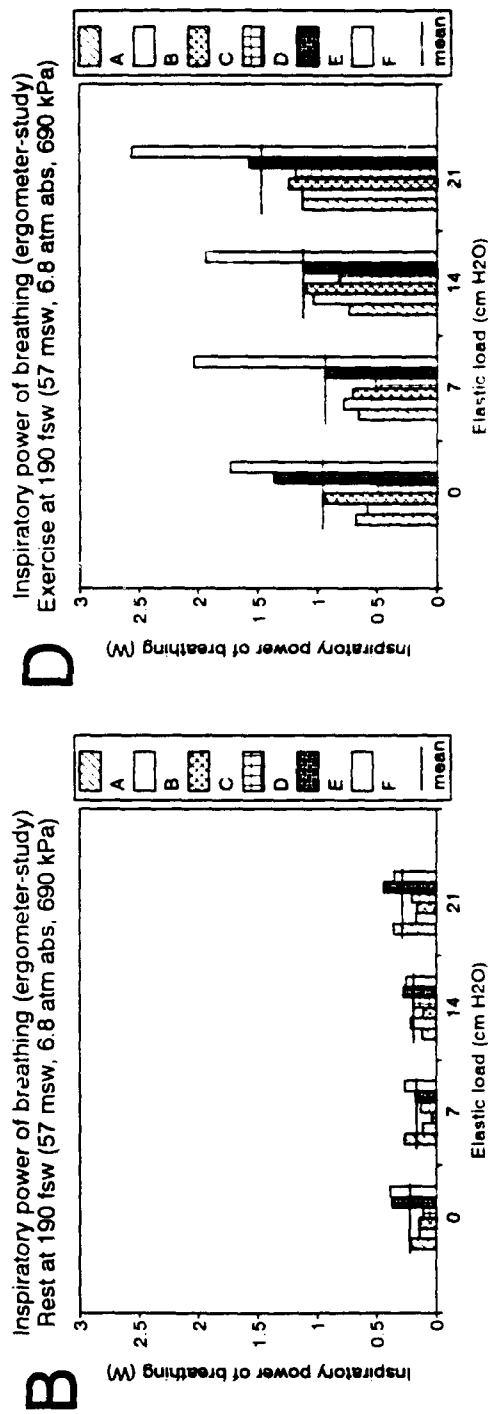 B
Inspiratory power of breathing (ergometer-study)
Rest at 190 fsw (57 msw, 6.8 atm abs, 690 kPa)
Inspiratory power of breathing (W)
3
2.5
2
1.5
1
0.5
0
0 7 14 21
Elastic load (cm H2O)
A
B
C
D
E
F
mean
D
Inspiratory power of breathing (ergometer-study)
Exercise at 190 fsw (57 msw, 6.8 atm abs, 690 kPa)
Inspiratory power of breathing (W)
3
2.5
2
1.5
1
0.5
0
0 7 14 21
Elastic load (cm H2O)
A
B
C
D
E
F
mean